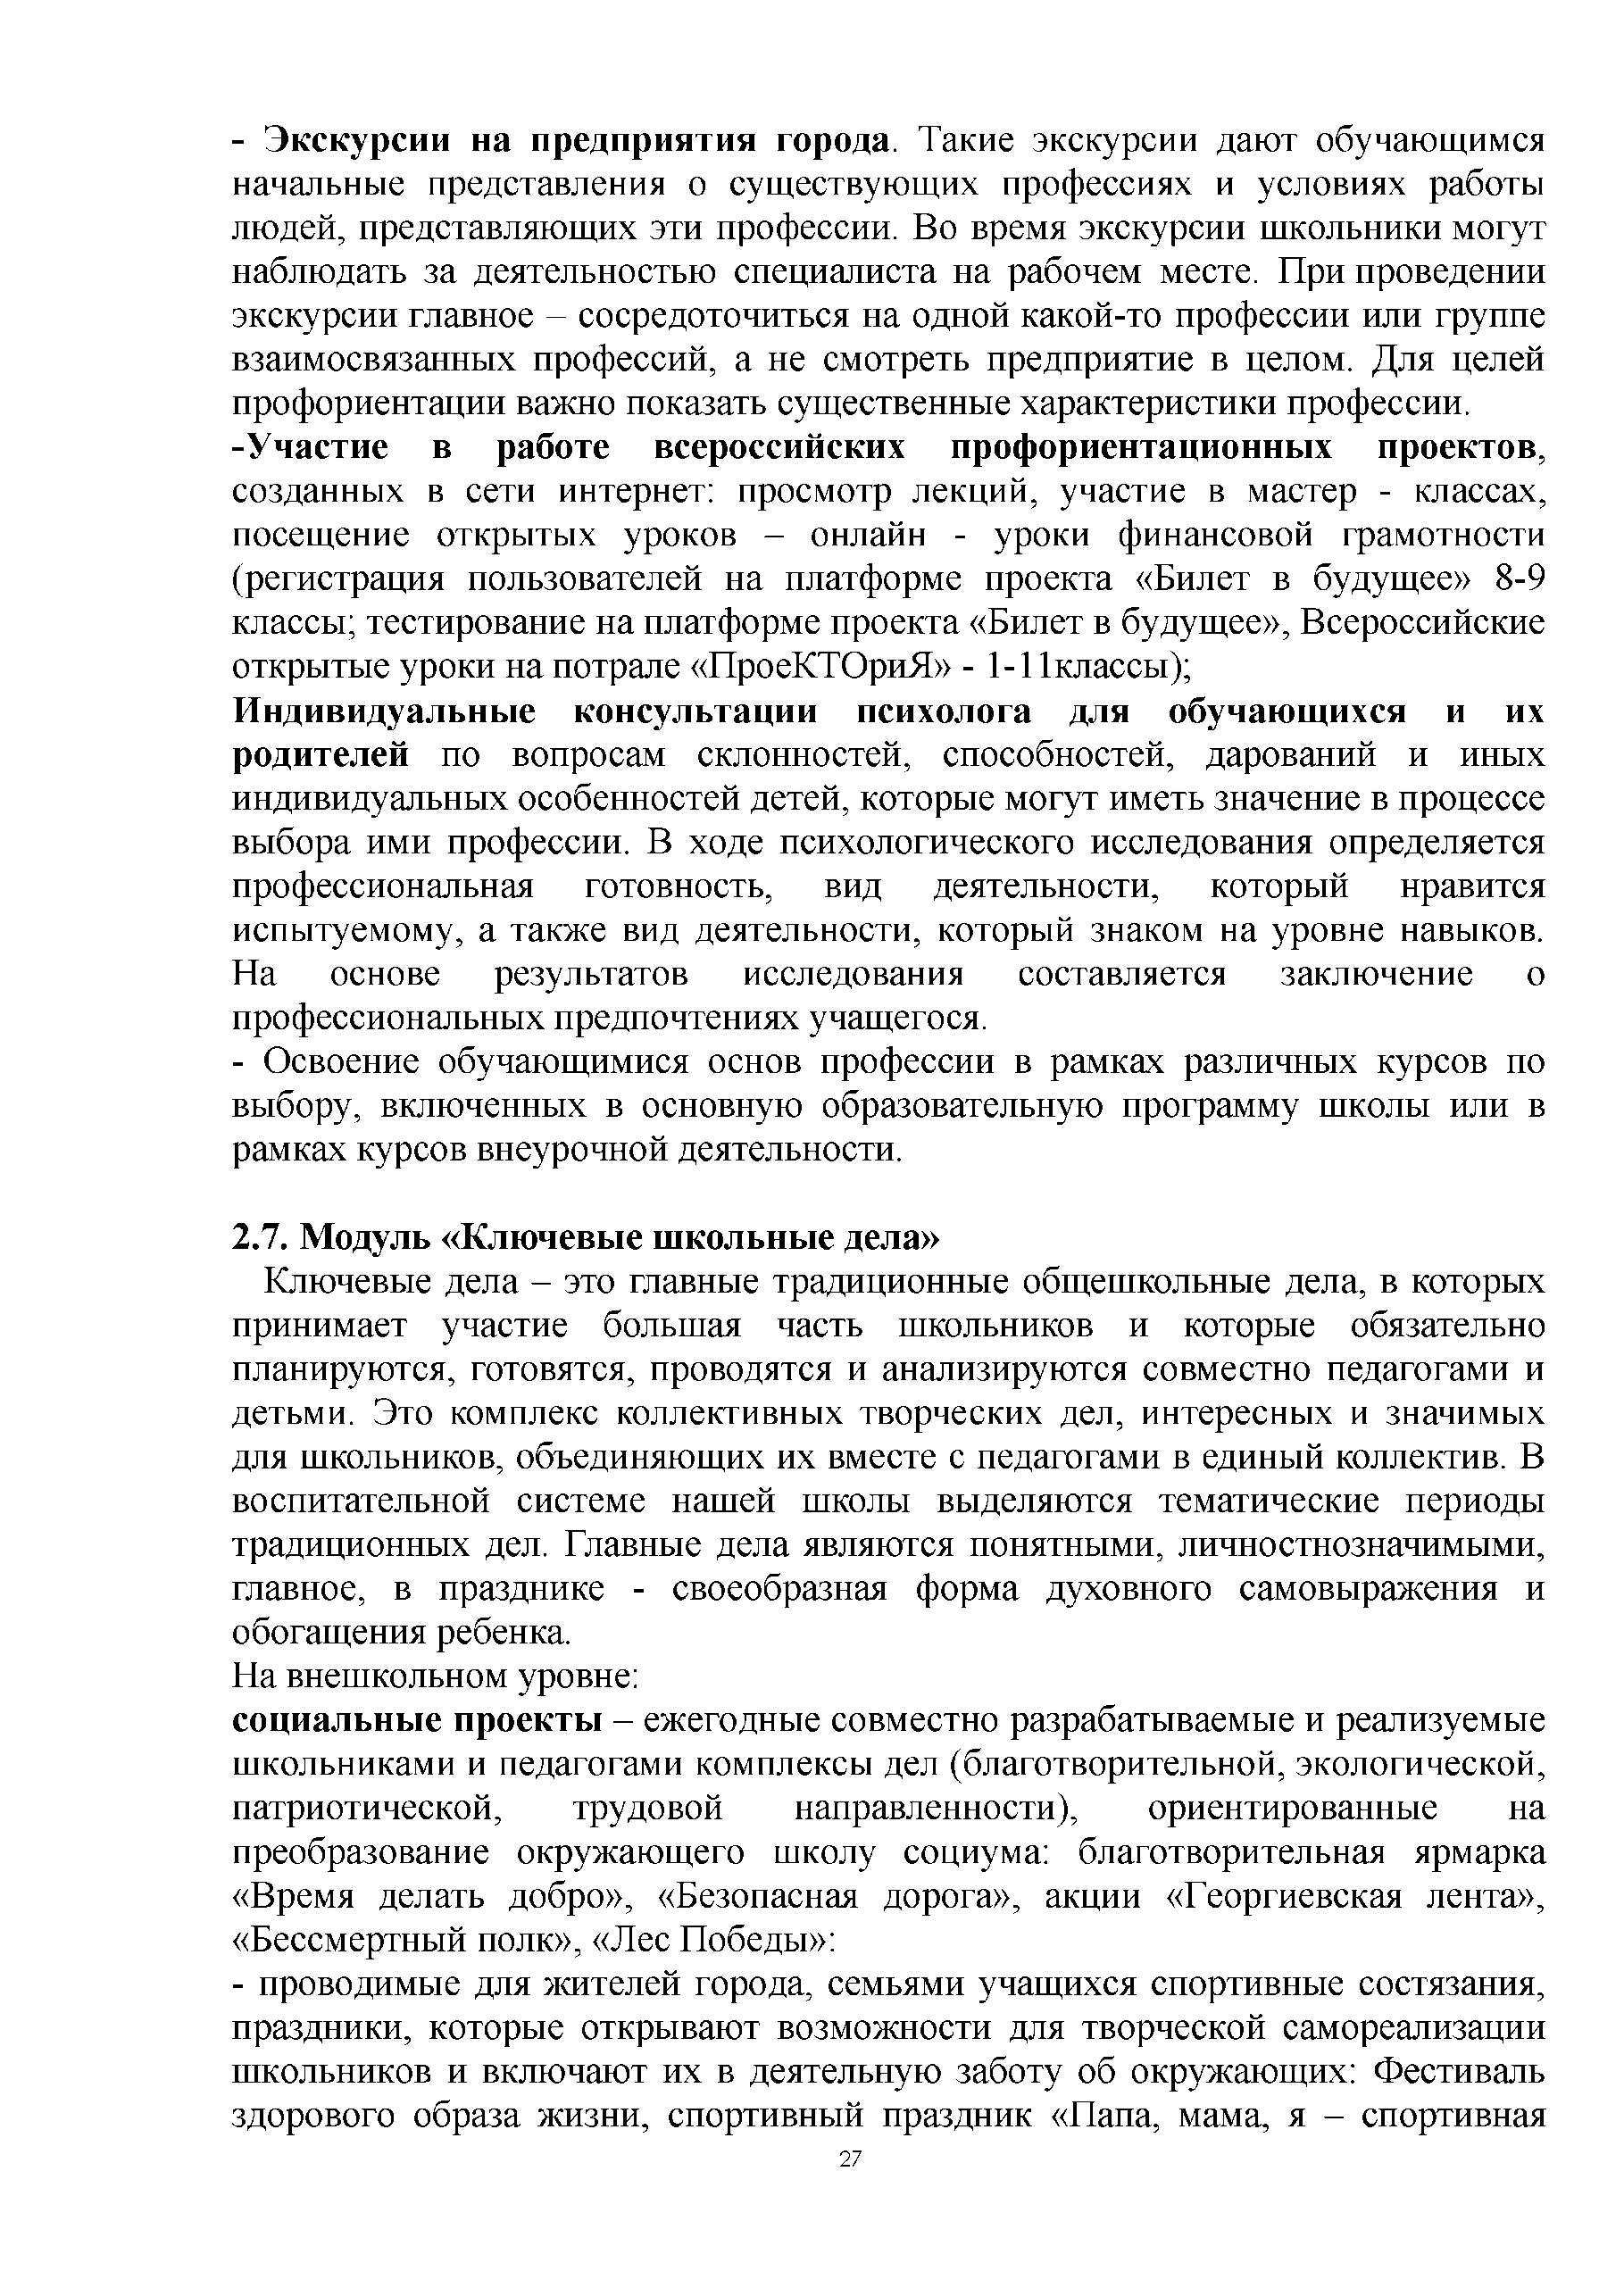 - Экскурсии на предприятия города. Такие экскурсии дают обучающимся
начальные представления о существующих профессиях и условиях работы
людей, представляющих эти профессии. Во время экскурсии школьники могут
наблюдать за деятельностью специалиста на рабочем месте. При проведении
экскурсии главное – сосредоточиться на одной какой-то профессии или группе
взаимосвязанных профессий, а не смотреть предприятие в целом. Для целей
профориентации важно показать существенные характеристики профессии.
-Участие в работе всероссийских профориентационных проектов,
созданных в сети интернет: просмотр лекций, участие в мастер - классах,
посещение открытых уроков – онлайн - уроки финансовой грамотности
(регистрация пользователей на платформе проекта «Билет в будущее» 8-9
классы; тестирование на платформе проекта «Билет в будущее», Всероссийские
открытые уроки на потрале «ПроеКТОриЯ» - 1-11классы);
Индивидуальные консультации психолога для обучающихся и их
родителей по вопросам склонностей, способностей, дарований и иных
индивидуальных особенностей детей, которые могут иметь значение в процессе
выбора ими профессии. В ходе психологического исследования определяется
профессиональная готовность, вид деятельности, который нравится
испытуемому, а также вид деятельности, который знаком на уровне навыков.
На основе результатов исследования составляется заключение о
профессиональных предпочтениях учащегося.
- Освоение обучающимися основ профессии в рамках различных курсов по
выбору, включенных в основную образовательную программу школы или в
рамках курсов внеурочной деятельности.
2.7. Модуль «Ключевые школьные дела»
Ключевые дела – это главные традиционные общешкольные дела, в которых
принимает участие большая часть школьников и которые обязательно
планируются, готовятся, проводятся и анализируются совместно педагогами и
детьми. Это комплекс коллективных творческих дел, интересных и значимых
для школьников, объединяющих их вместе с педагогами в единый коллектив. В
воспитательной системе нашей школы выделяются тематические периоды
традиционных дел. Главные дела являются понятными, личностнозначимыми,
главное, в празднике - своеобразная форма духовного самовыражения и
обогащения ребенка.
На внешкольном уровне:
социальные проекты – ежегодные совместно разрабатываемые и реализуемые
школьниками и педагогами комплексы дел (благотворительной, экологической,
патриотической, трудовой направленности), ориентированные на
преобразование окружающего школу социума: благотворительная ярмарка
«Время делать добро», «Безопасная дорога», акции «Георгиевская лента»,
«Бессмертный полк», «Лес Победы»:
- проводимые для жителей города, семьями учащихся спортивные состязания,
праздники, которые открывают возможности для творческой самореализации
школьников и включают их в деятельную заботу об окружающих: Фестиваль
здорового образа жизни, спортивный праздник «Папа, мама, я – спортивная
27